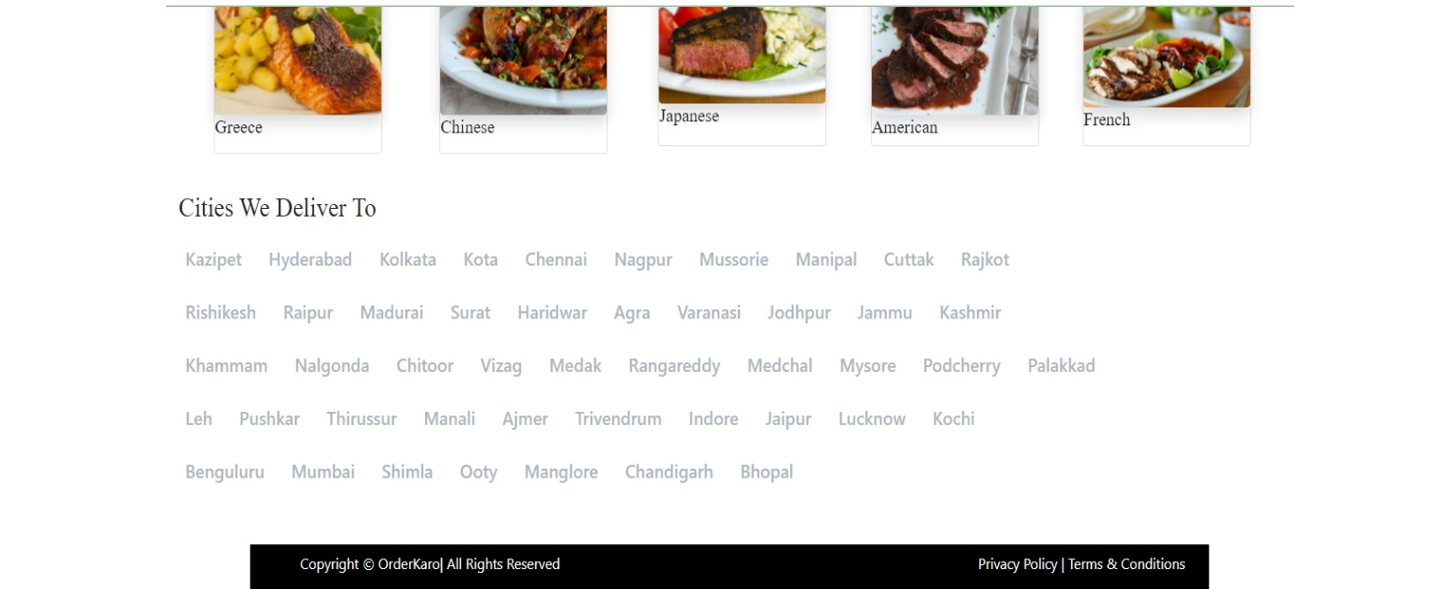 Greece Chinese Japanese American French
Cities We Deliver To
Kazipet Hyderabad Kolkata Kota Chennai Nagpur Mussorie Manipal Cuttak Rajkot
Rishikesh Raipur Madurai Surat Haridwar Agra Varanasi Jodhpur Jammu Kashmir
Khammam Nalgonda Chitoor Vizag Medak Rangareddy Medchal Mysore Podcherry Palakkad
Leh Pushkar Thirussur Manali Ajmer Trivendrum Indore Jaipur Lucknow Kochi
Benguluru Mumbai Shimla Ooty Manglore Chandigarh Bhopal
Copyright © OrderKaro| All Rights Reserved Privacy Policy | Terms & Conditions